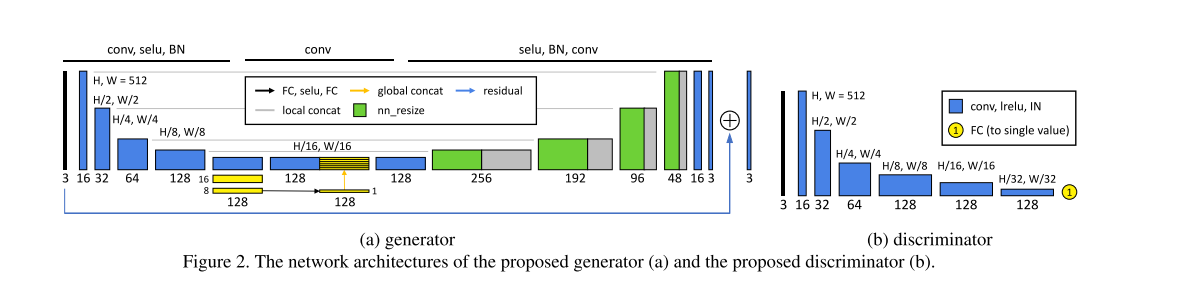 conv, selu, BN
conv
selu, BN, conv
H, W = 512
H/2, W/2
H/4, W/4
H/8, W/8
H/16, W/16
FC, selu, FC
global concat
residual
local concat
nn_resize
3 16 32 64 128 128 128 256 192 96 48 16 3 3
16
8
1
128 128
H, W = 512
H/2, W/2
H/4, W/4
H/8, W/8
H/16, W/16
H/32, W/32
conv, lrelu, IN
1 FC (to single value)
1
3 16 32 64 128 128 128
(a) generator
(b) discriminator
Figure 2. The network architectures of the proposed generator (a) and the proposed discriminator (b).